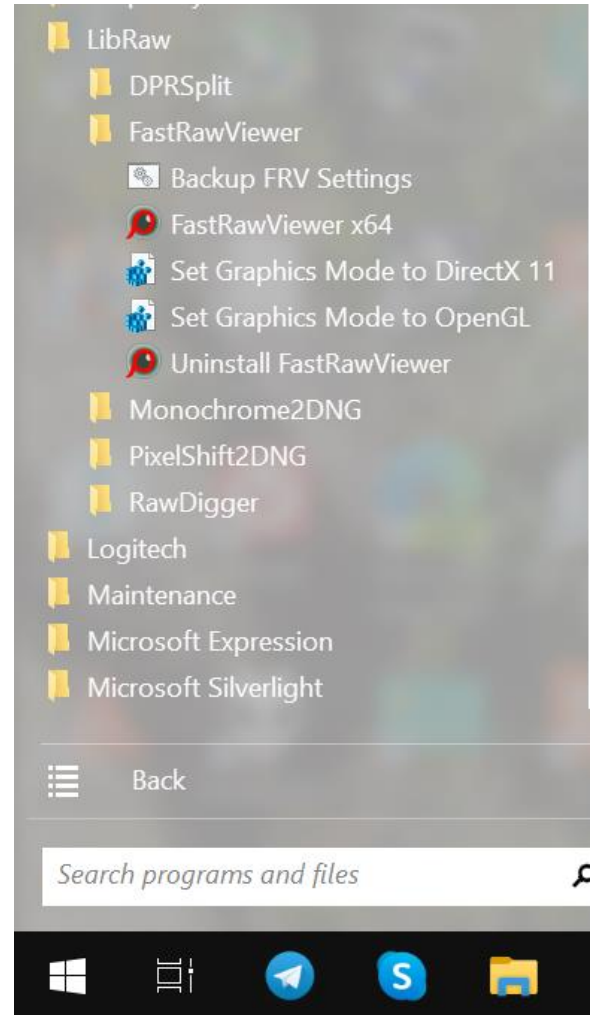 LibRaw
DPRSplit
FastRawViewer
Backup FRV Settings
FastRawViewer x64
Set Graphics Mode to DirectX 11
Set Graphics Mode to OpenGL
Uninstall FastRawViewer
Monochrome2DNG
PixelShift2DNG
RawDigger
Logitech
Maintenance
Microsoft Expression
Microsoft Silverlight
Back
Search programs and files